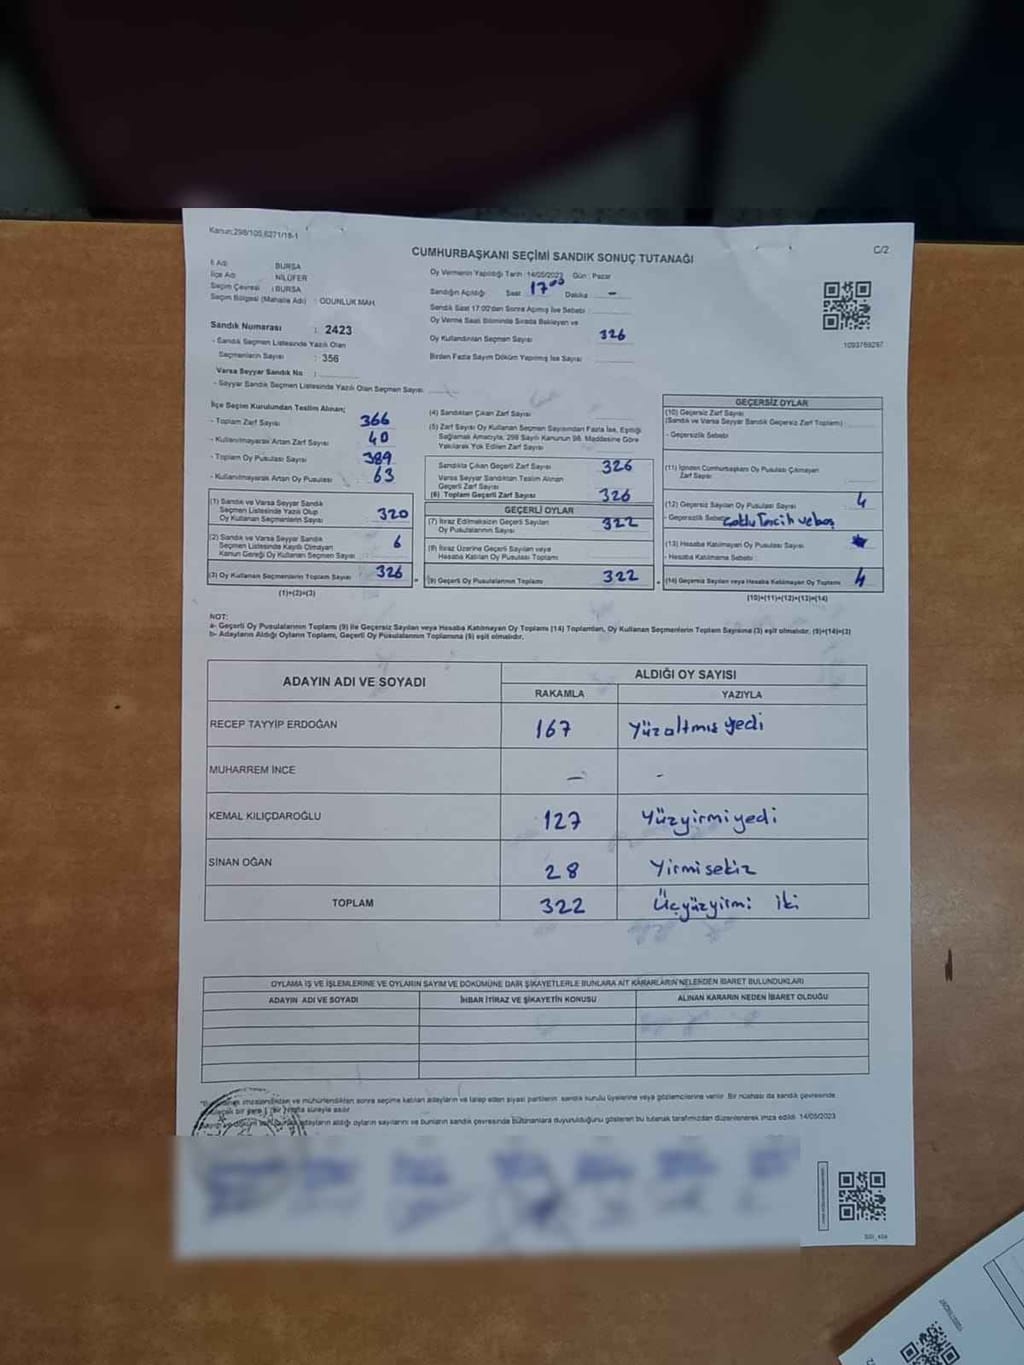 Kanun:298/100,6271/18-1
C/2
CUMHURBAŞKANI SEÇİMİ SANDIK SONUÇ TUTANAĞI
İl Adı : BURSA
İlçe Adı : NİLÜFER
Seçim Çevresi : BURSA
Seçim Bölgesi (Mahalle Adı) : ODUNLUK MAH.
Oy Vermenin Yapıldığı Tarih : 14/05/2023 Gün : Pazar
Sandığın Açıldığı Saat 17:00 Dakika -
Sandık Saat 17:00'dan Sonra Açılmış İse Sebebi :
Oy Verme Saati Bitiminde Sırada Bekleyen ve
Oy Kullandırılan Seçmen Sayısı 326
Birden Fazla Sayım Döküm Yapılmış İse Sayısı
1093769297
Sandık Numarası : 2423
- Sandık Seçmen Listesinde Yazılı Olan
Seçmenlerin Sayısı : 356
Varsa Seyyar Sandık No :
- Seyyar Sandık Seçmen Listesinde Yazılı Olan Seçmen Sayısı
İlçe Seçim Kurulundan Teslim Alınan;
- Toplam Zarf Sayısı 366
- Kullanılmayarak Artan Zarf Sayısı 40
- Toplam Oy Pusulası Sayısı 389
- Kullanılmayarak Artan Oy Pusulası 63
(1) Sandık ve Varsa Seyyar Sandık
Seçmen Listesinde Yazılı Olup
Oy Kullanan Seçmenlerin Sayısı 320
(2) Sandık ve Varsa Seyyar Sandık
Seçmen Listesinde Kayıtlı Olmayan
Kanun Gereği Oy Kullanan Seçmen Sayısı 6
(3) Oy Kullanan Seçmenlerin Toplam Sayısı 326
(1)+(2)=(3)
(4) Sandıktan Çıkan Zarf Sayısı
(5) Zarf Sayısı Oy Kullanan Seçmen Sayısından Fazla İse, Eşitliği
Sağlamak Amacıyla, 298 Sayılı Kanunun 98. Maddesine Göre
Yakılarak Yok Edilen Zarf Sayısı
Sandıkta Çıkan Geçerli Zarf Sayısı 326
Varsa Seyyar Sandıktan Teslim Alınan
Geçerli Zarf Sayısı
(6) Toplam Geçerli Zarf Sayısı 326
GEÇERLİ OYLAR
(7) İtiraz Edilmeksizin Geçerli Sayılan
Oy Pusulalarının Sayısı 322
(8) İtiraz Üzerine Geçerli Sayılan veya
Hesaba Katılan Oy Pusulası Toplamı
(9) Geçerli Oy Pusulalarının Toplamı 322
GEÇERSİZ OYLAR
(10) Geçersiz Zarf Sayısı
(Sandık ve Varsa Seyyar Sandık Geçersiz Zarf Toplamı)
- Geçersizlik Sebebi
(11) İçinden Cumhurbaşkanı Oy Pusulası Çıkmayan
Zarf Sayısı
(12) Geçersiz Sayılan Oy Pusulası Sayısı 4
- Geçersizlik Sebebi Çoklu Tercih ve boş
(13) Hesaba Katılmayan Oy Pusulası Sayısı
- Hesaba Katılmama Sebebi
(14) Geçersiz Sayılan veya Hesaba Katılmayan Oy Toplamı 4
(10)+(11)+(12)+(13)=(14)
NOT:
a- Geçerli Oy Pusulalarının Toplamı (9) ile Geçersiz Sayılan veya Hesaba Katılmayan Oy Toplamı (14) Toplamları, Oy Kullanan Seçmenlerin Toplam Sayısına (3) eşit olmalıdır. (9)+(14)=(3)
b- Adayların Aldığı Oyların Toplamı, Geçerli Oy Pusulalarının Toplamına (9) eşit olmalıdır.
ADAYIN ADI VE SOYADI ALDIĞI OY SAYISI
RAKAMLA YAZIYLA
RECEP TAYYİP ERDOĞAN 167 Yüzaltmış yedi
MUHARREM İNCE - -
KEMAL KILIÇDAROĞLU 127 Yüzyirmiyedi
SİNAN OĞAN 28 Yirmisekiz
TOPLAM 322 Üçyüzyirmi iki
OYLAMA İŞ VE İŞLEMLERİNE VE OYLARIN SAYIM VE DÖKÜMÜNE DAİR ŞİKAYETLERLE BUNLARA AİT KARARLARIN NELERDEN İBARET BULUNDUKLARI
ADAYIN ADI VE SOYADI İHBAR İTİRAZ VE ŞİKAYETİN KONUSU ALINAN KARARIN NEDEN İBARET OLDUĞU
imzalandıktan ve mühürlendikten sonra seçime katılan adayların ve talep eden siyasi partilerin sandık kurulu üyelerine veya gözlemcilerine verilir. Bir nüshası da sandık çevresinde
bir yere 1 (bir) hafta süreyle asılır.
adayların aldığı oyların sayılarını ve bunların sandık çevresinde bulunanlara duyurulduğunu gösteren bu tutanak tarafımızdan düzenlenerek imza edildi. 14/05/2023